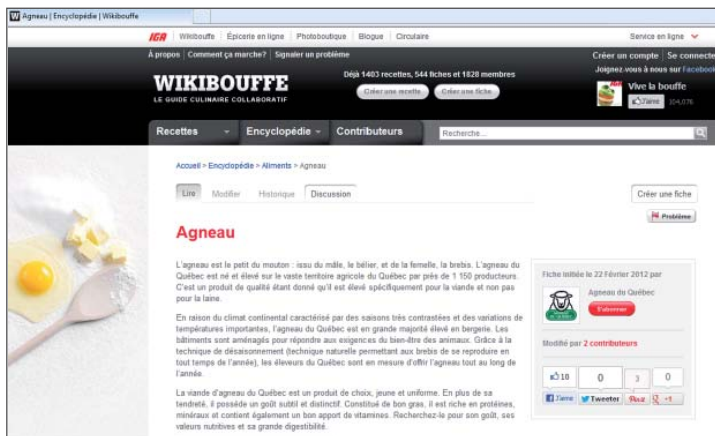 Agneau | Encyclopédie | Wikibouffe
IGA Wikibouffe Épicerie en ligne Photoboutique Blogue Circulaire Service en ligne
À propos Comment ça marche? Signaler un problème Créer un compte Se connecte
Joignez-vous à nous sur Facebook
WIKIBOUFFE
LE GUIDE CULINAIRE COLLABORATIF
Déjà 1403 recettes, 544 fiches et 1828 membres
Créer une recette Créer une fiche
Vive la bouffe
J'aime 104,076
Recettes Encyclopédie Contributeurs Recherche...
Accueil > Encyclopédie > Aliments > Agneau
Lire Modifier Historique Discussion Créer une fiche
Problème
Agneau
L'agneau est le petit du mouton : issu du mâle, le bélier, et de la femelle, la brebis. L'agneau du
Québec est né et élevé sur le vaste territoire agricole du Québec par près de 1 150 producteurs.
C'est un produit de qualité étant donné qu'il est élevé spécifiquement pour la viande et non pas
pour la laine.
En raison du climat continental caractérisé par des saisons très contrastées et des variations de
températures importantes, l'agneau du Québec est en grande majorité élevé en bergerie. Les
bâtiments sont aménagés pour répondre aux exigences du bien-être des animaux. Grâce à la
technique de désaisonnement (technique naturelle permettant aux brebis de se reproduire en
tout temps de l'année), les éleveurs du Québec sont en mesure d'offrir l'agneau tout au long de
l'année.
La viande d'agneau du Québec est un produit de choix, jeune et uniforme. En plus de sa
tendreté, il possède un goût subtil et distinctif. Constitué de bon gras, il est riche en protéines,
minéraux et contient également un bon apport de vitamines. Recherchez-le pour son goût, ses
valeurs nutritives et sa grande digestibilité.
Fiche initiée le 22 Février 2012 par
Agneau du Québec
S'abonner
Modifié par 2 contributeurs
10 0 3 0
J'aime Tweeter Pin it +1